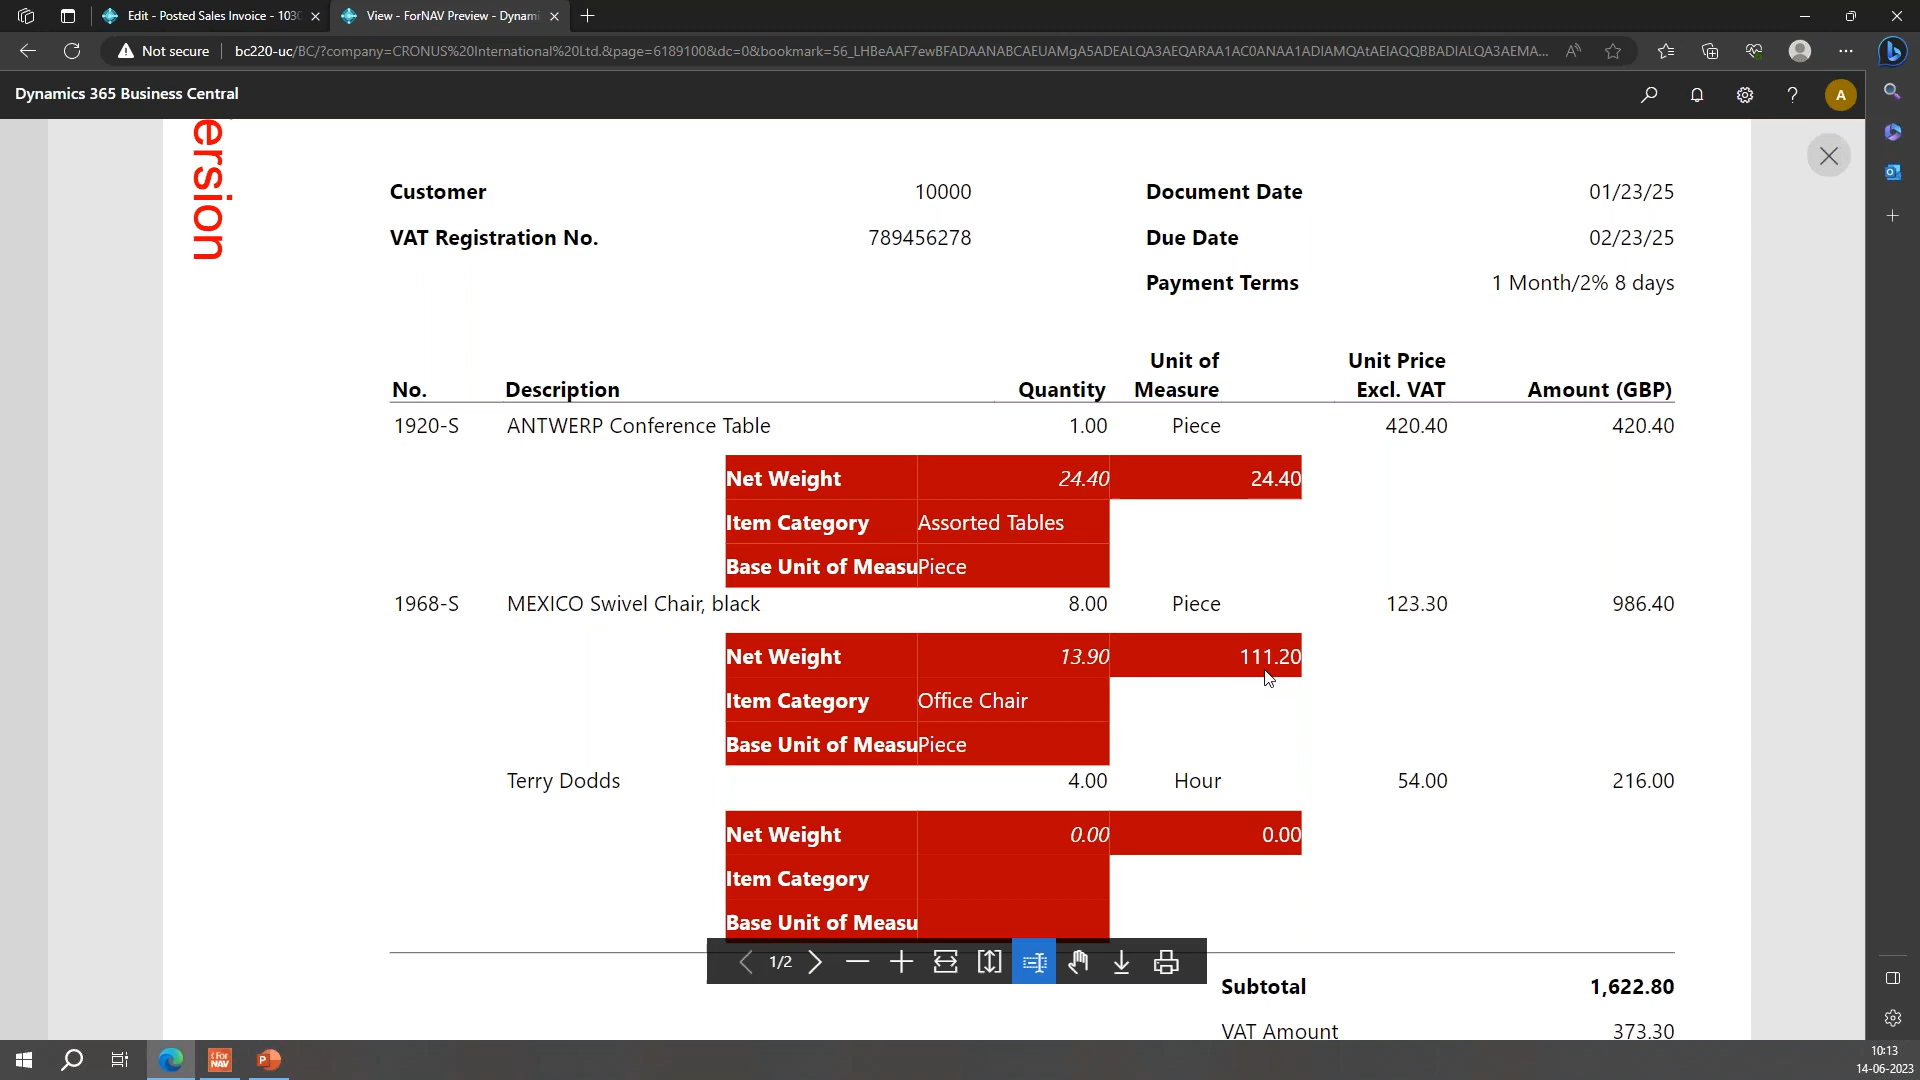 Edit - Posted Sales Invoice - 1030
View - ForNAV Preview - Dynami
Not secure
bc220-uc/BC/?company=CRONUS%20International%20Ltd.&page=6189100&dc=0&bookmark=56_LHBeAAF7ewBFADAANABCAEUAMgA5ADEALQA3AEQARAA1AC0ANAA1ADIAMQAtAEIAQQBBADIALQA3AEMA...
Dynamics 365 Business Central
A
ersion
Customer 10000 Document Date 01/23/25
VAT Registration No. 789456278 Due Date 02/23/25
Payment Terms 1 Month/2% 8 days
Unit of Unit Price
No. Description Quantity Measure Excl. VAT Amount (GBP)
1920-S ANTWERP Conference Table 1.00 Piece 420.40 420.40
Net Weight 24.40 24.40
Item Category Assorted Tables
Base Unit of Measu Piece
1968-S MEXICO Swivel Chair, black 8.00 Piece 123.30 986.40
Net Weight 13.90 111.20
Item Category Office Chair
Base Unit of Measu Piece
Terry Dodds 4.00 Hour 54.00 216.00
Net Weight 0.00 0.00
Item Category
Base Unit of Measu
1/2
Subtotal 1,622.80
VAT Amount 373.30
for NAV
10:13
14-06-2023